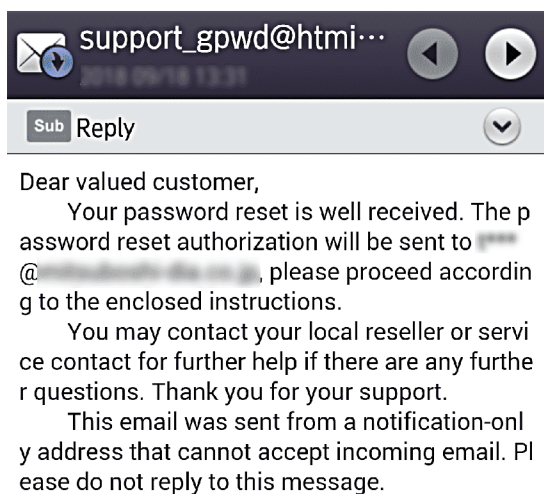 support_gpwd@htmi···
Sub Reply
Dear valued customer,
Your password reset is well received. The p
assword reset authorization will be sent to
@ , please proceed accordin
g to the enclosed instructions.
You may contact your local reseller or servi
ce contact for further help if there are any furthe
r questions. Thank you for your support.
This email was sent from a notification-onl
y address that cannot accept incoming email. Pl
ease do not reply to this message.